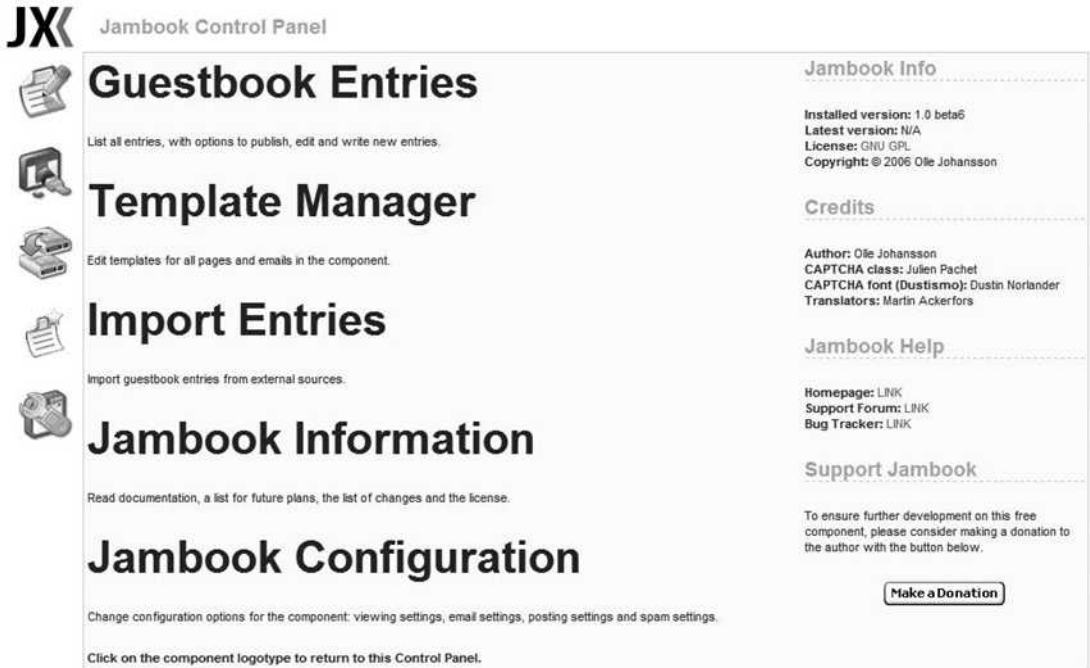 JX
Jambook Control Panel
Guestbook Entries
List all entries, with options to publish, edit and write new entries.
Template Manager
Edit templates for all pages and emails in the component.
Import Entries
Import guestbook entries from external sources.
Jambook Information
Read documentation, a list for future plans, the list of changes and the license.
Jambook Configuration
Change configuration options for the component: viewing settings, email settings, posting settings and spam settings.
Click on the component logotype to return to this Control Panel.
Jambook Info
Installed version: 1.0 beta6
Latest version: N/A
License: GNU GPL
Copyright: © 2006 Olle Johansson
Credits
Author: Olle Johansson
CAPTCHA class: Julien Pachet
CAPTCHA font (Dustismo): Dustin Norlander
Translators: Martin Ackerfors
Jambook Help
Homepage: LINK
Support Forum: LINK
Bug Tracker: LINK
Support Jambook
To ensure further development on this free
component, please consider making a donation to
the author with the button below.
Make a Donation